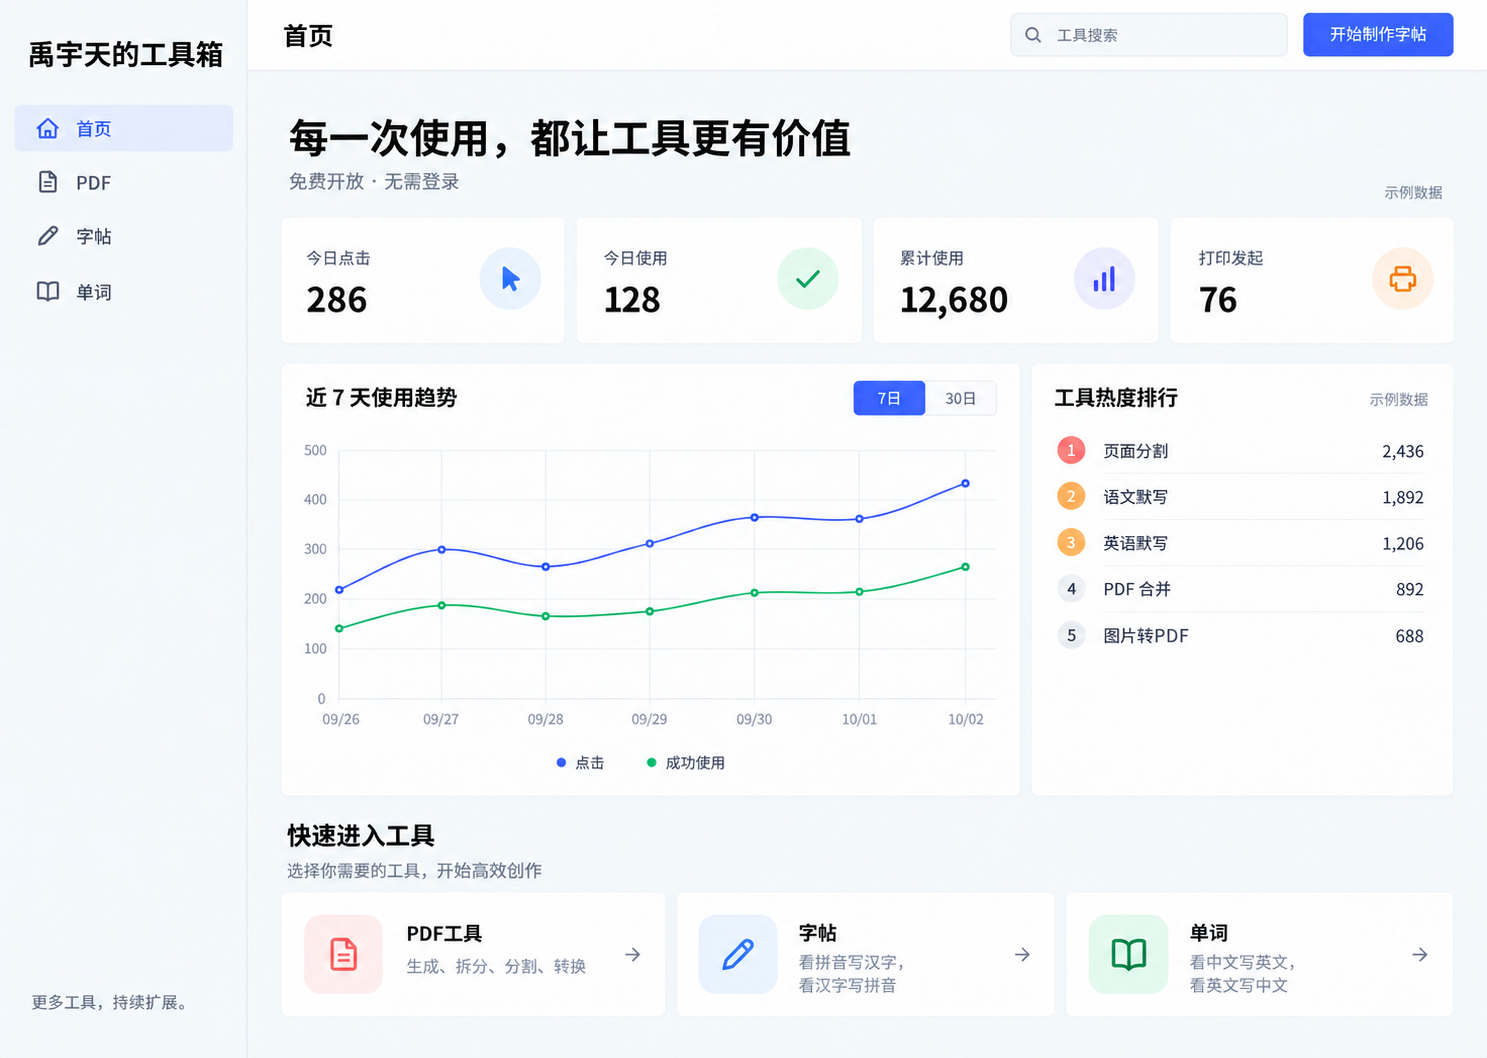 禹宇天的工具箱
首页
PDF
字帖
单词
更多工具，持续扩展。
首页
工具搜索
开始制作字帖
每一次使用，都让工具更有价值
免费开放 · 无需登录
示例数据
今日点击
286
今日使用
128
累计使用
12,680
打印发起
76
近 7 天使用趋势
7日
30日
500
400
300
200
100
0
09/26
09/27
09/28
09/29
09/30
10/01
10/02
点击
成功使用
工具热度排行
示例数据
1 页面分割 2,436
2 语文默写 1,892
3 英语默写 1,206
4 PDF 合并 892
5 图片转PDF 688
快速进入工具
选择你需要的工具，开始高效创作
PDF工具
生成、拆分、分割、转换
字帖
看拼音写汉字，
看汉字写拼音
单词
看中文写英文，
看英文写中文